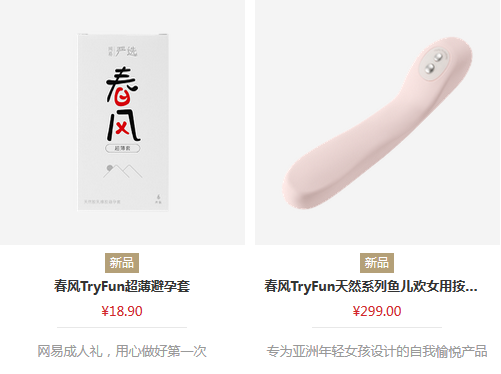 网易 严选
春风
超薄套
新品
春风TryFun超薄避孕套
¥18.90
网易成人礼，用心做好第一次
新品
春风TryFun天然系列鱼儿欢女用按...
¥299.00
专为亚洲年轻女孩设计的自我愉悦产品